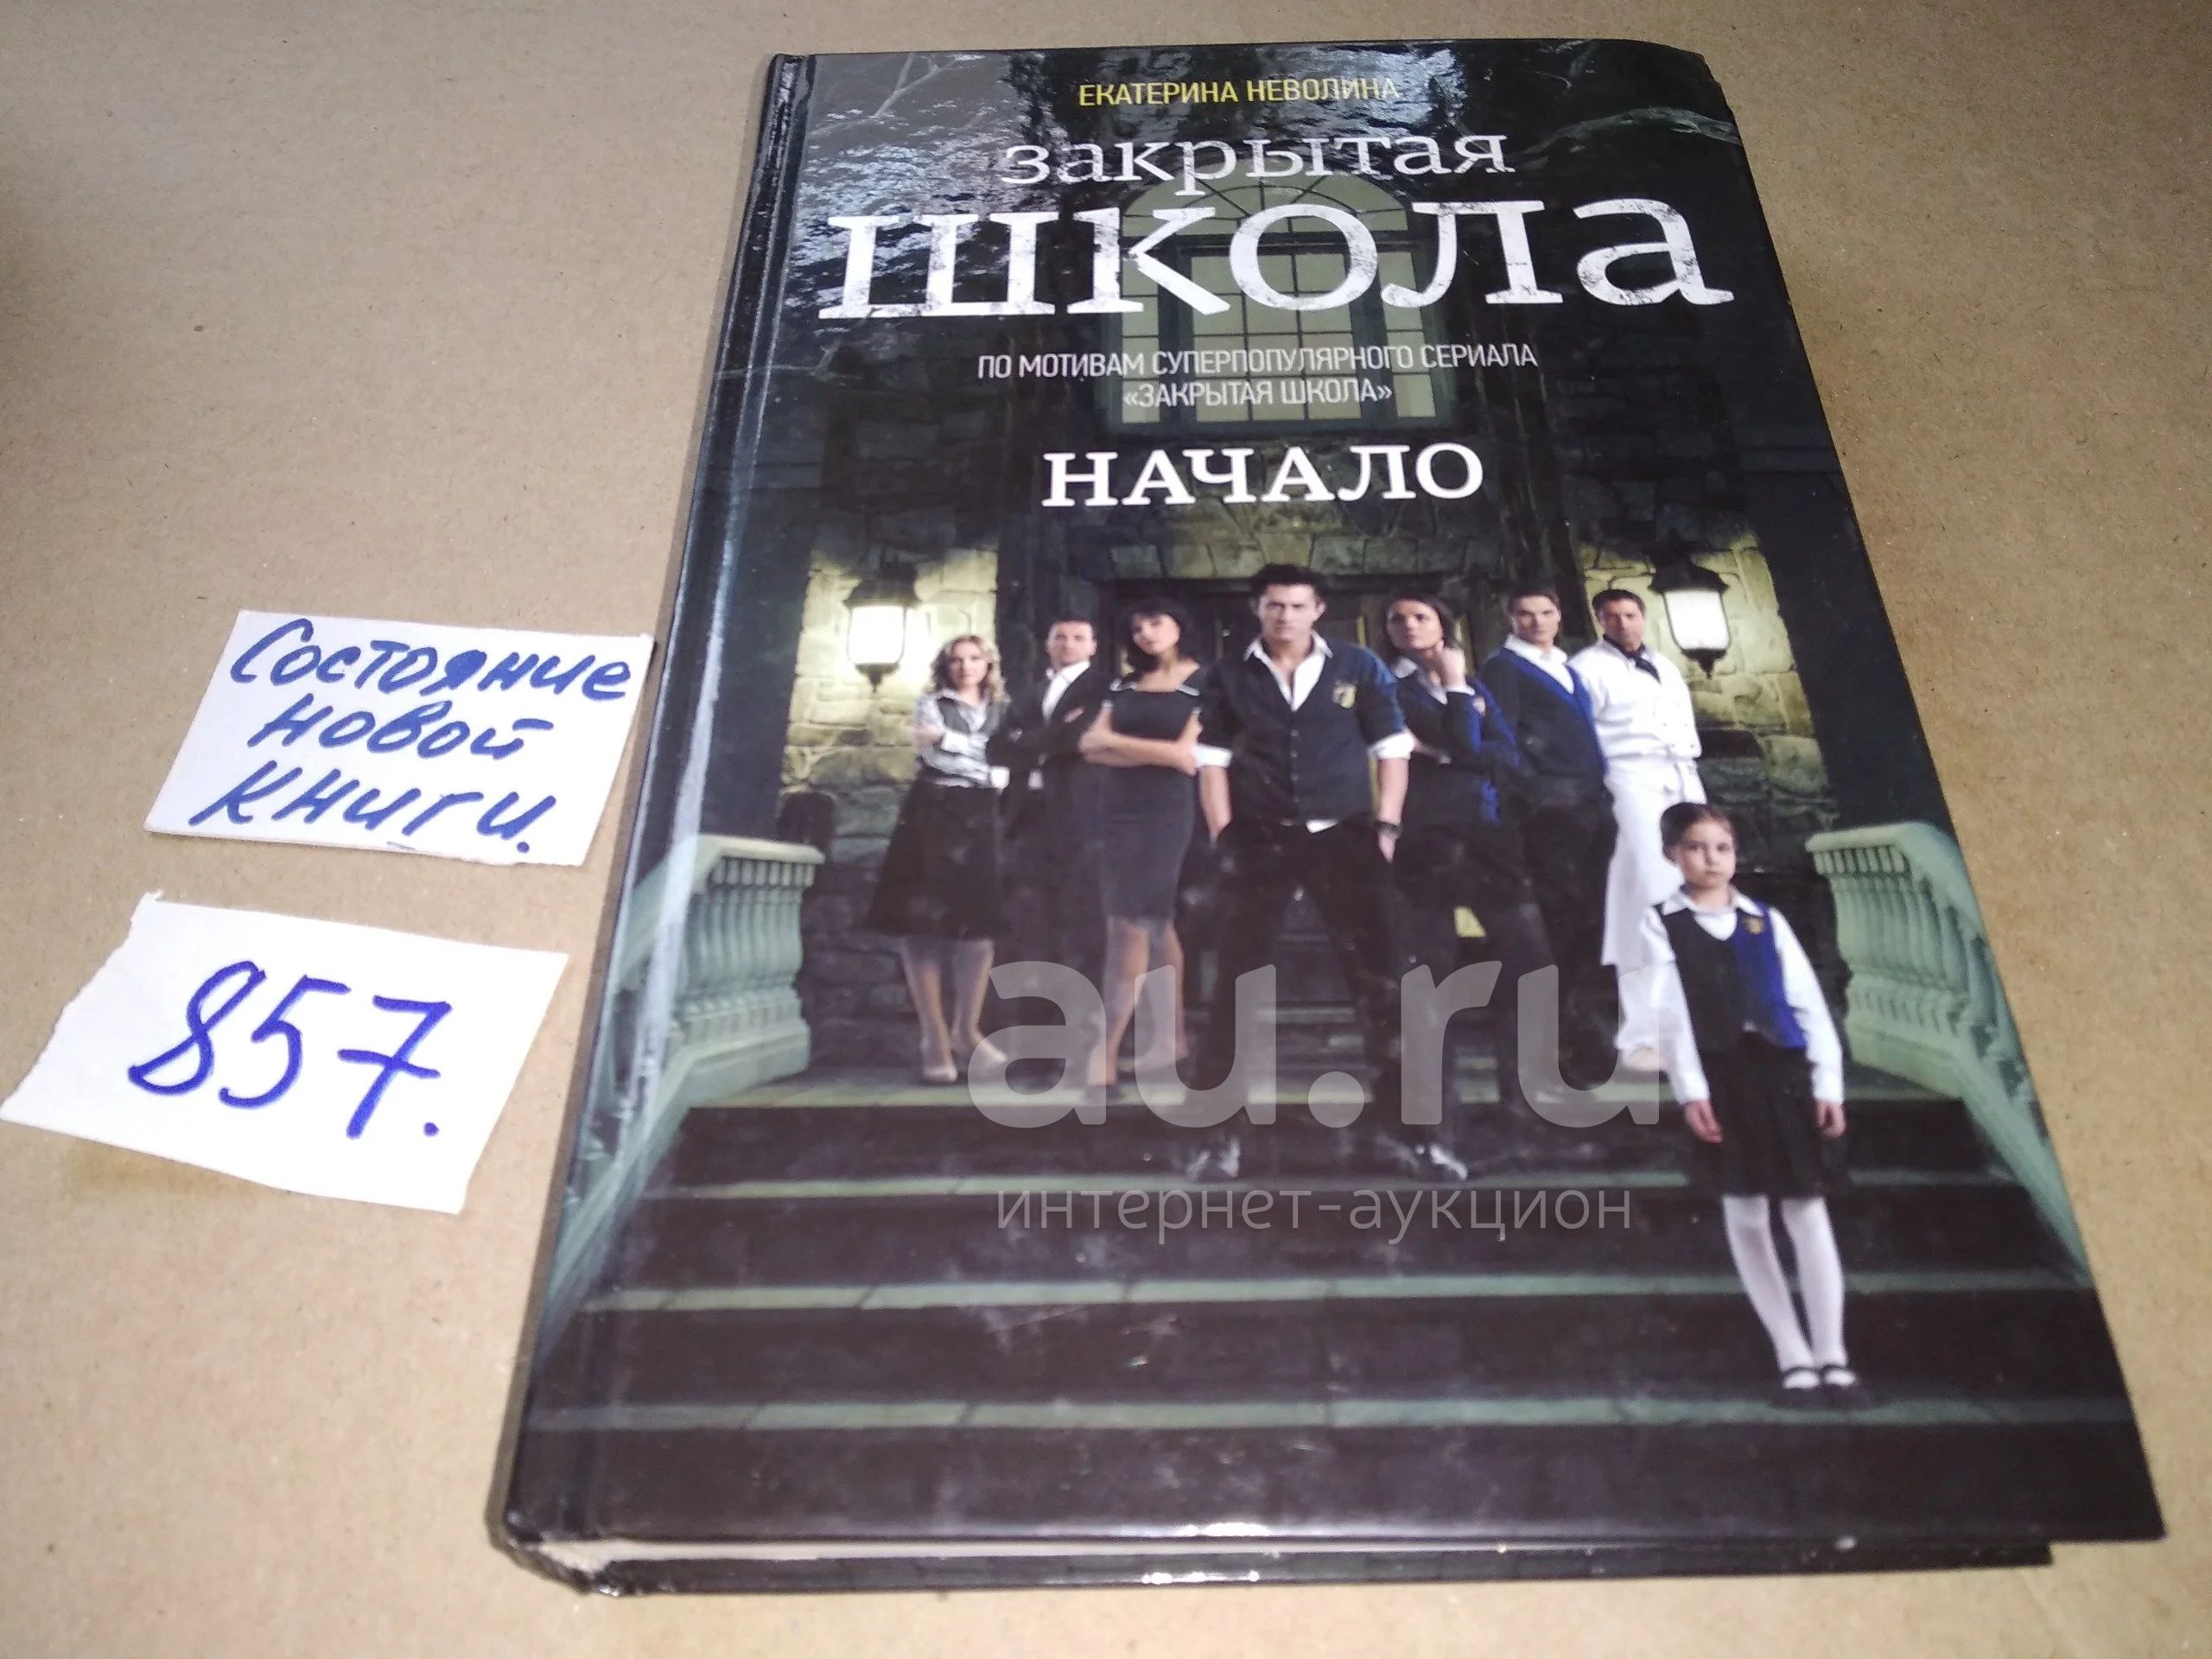 ЕКАТЕРИНА НЕВОЛИНА
закрытая
школа
ПО МОТИВАМ СУПЕРПОПУЛЯРНОГО СЕРИАЛА
«ЗАКРЫТАЯ ШКОЛА»
НАЧАЛО
Состояние
новой
книги.
857.
au.ru
интернет-аукцион